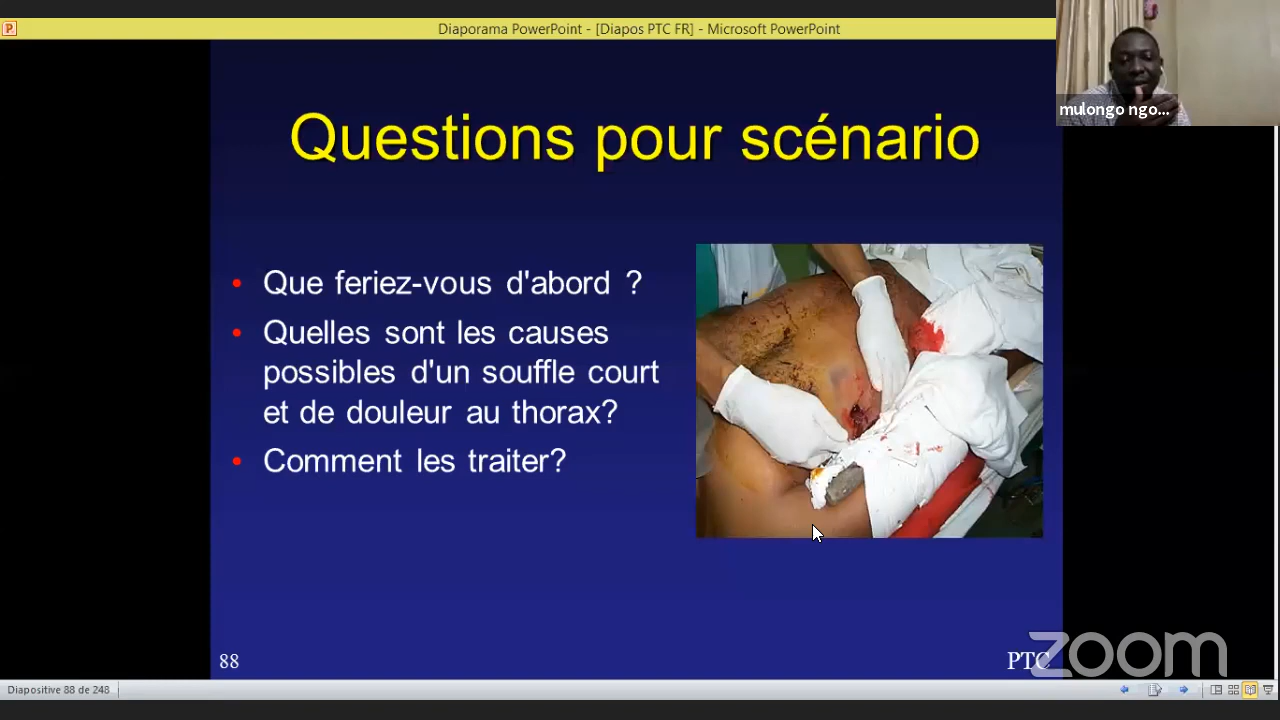 Diaporama PowerPoint - [Diapos PTC FR] - Microsoft PowerPoint
mulongo ngo...
Questions pour scénario
• Que feriez-vous d'abord ?
• Quelles sont les causes
possibles d'un souffle court
et de douleur au thorax?
• Comment les traiter?
88
PTC
zoom
Diapositive 88 de 248